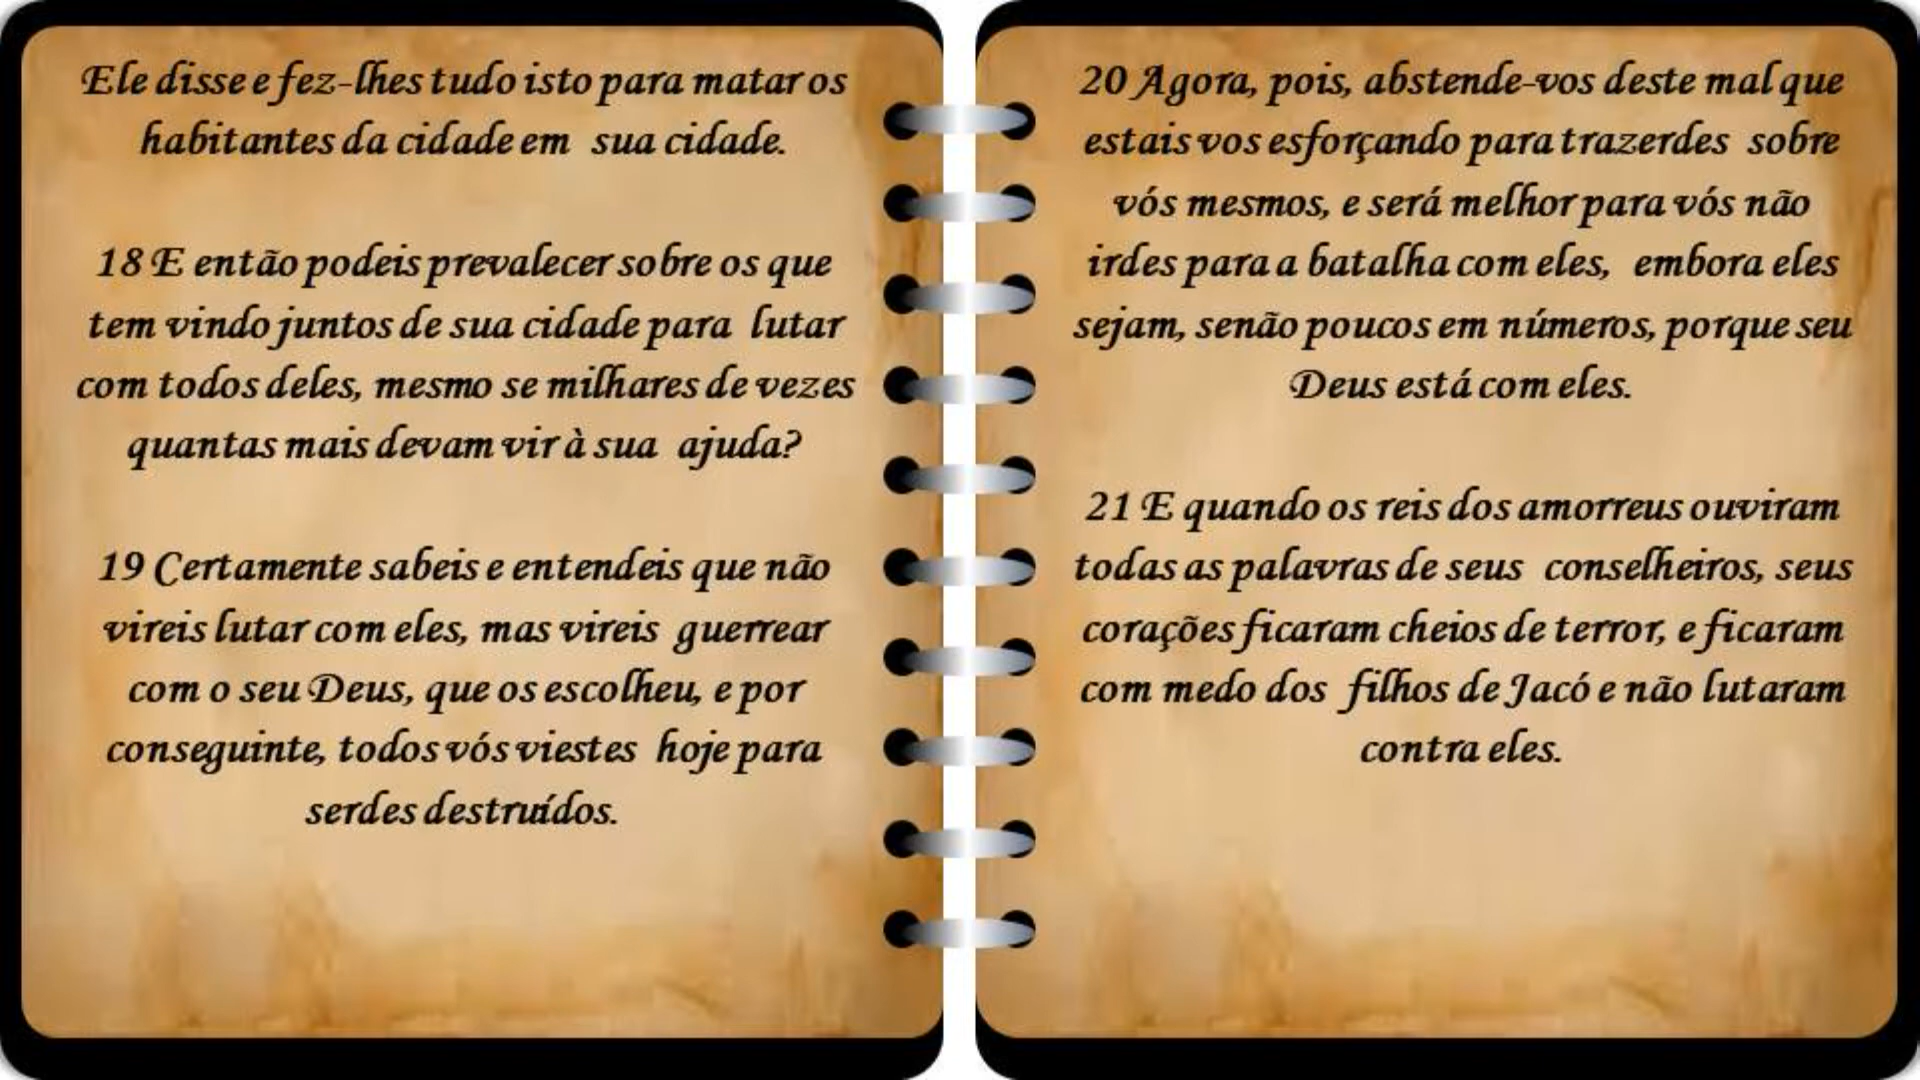 Ele disse e fez-lhes tudo isto para matar os
habitantes da cidade em sua cidade.
18 E então podeis prevalecer sobre os que
tem vindo juntos de sua cidade para lutar
com todos deles, mesmo se milhares de vezes
quantas mais devam vir à sua ajuda?
19 Certamente sabeis e entendeis que não
vireis lutar com eles, mas vireis guerrear
com o seu Deus, que os escolheu, e por
conseguinte, todos vós viestes hoje para
serdes destruídos.
20 Agora, pois, abstende-vos deste mal que
estais vos esforçando para trazerdes sobre
vós mesmos, e será melhor para vós não
irdes para a batalha com eles, embora eles
sejam, senão poucos em números, porque seu
Deus está com eles.
21 E quando os reis dos amorreus ouviram
todas as palavras de seus conselheiros, seus
corações ficaram cheios de terror, e ficaram
com medo dos filhos de Jacó e não lutaram
contra eles.